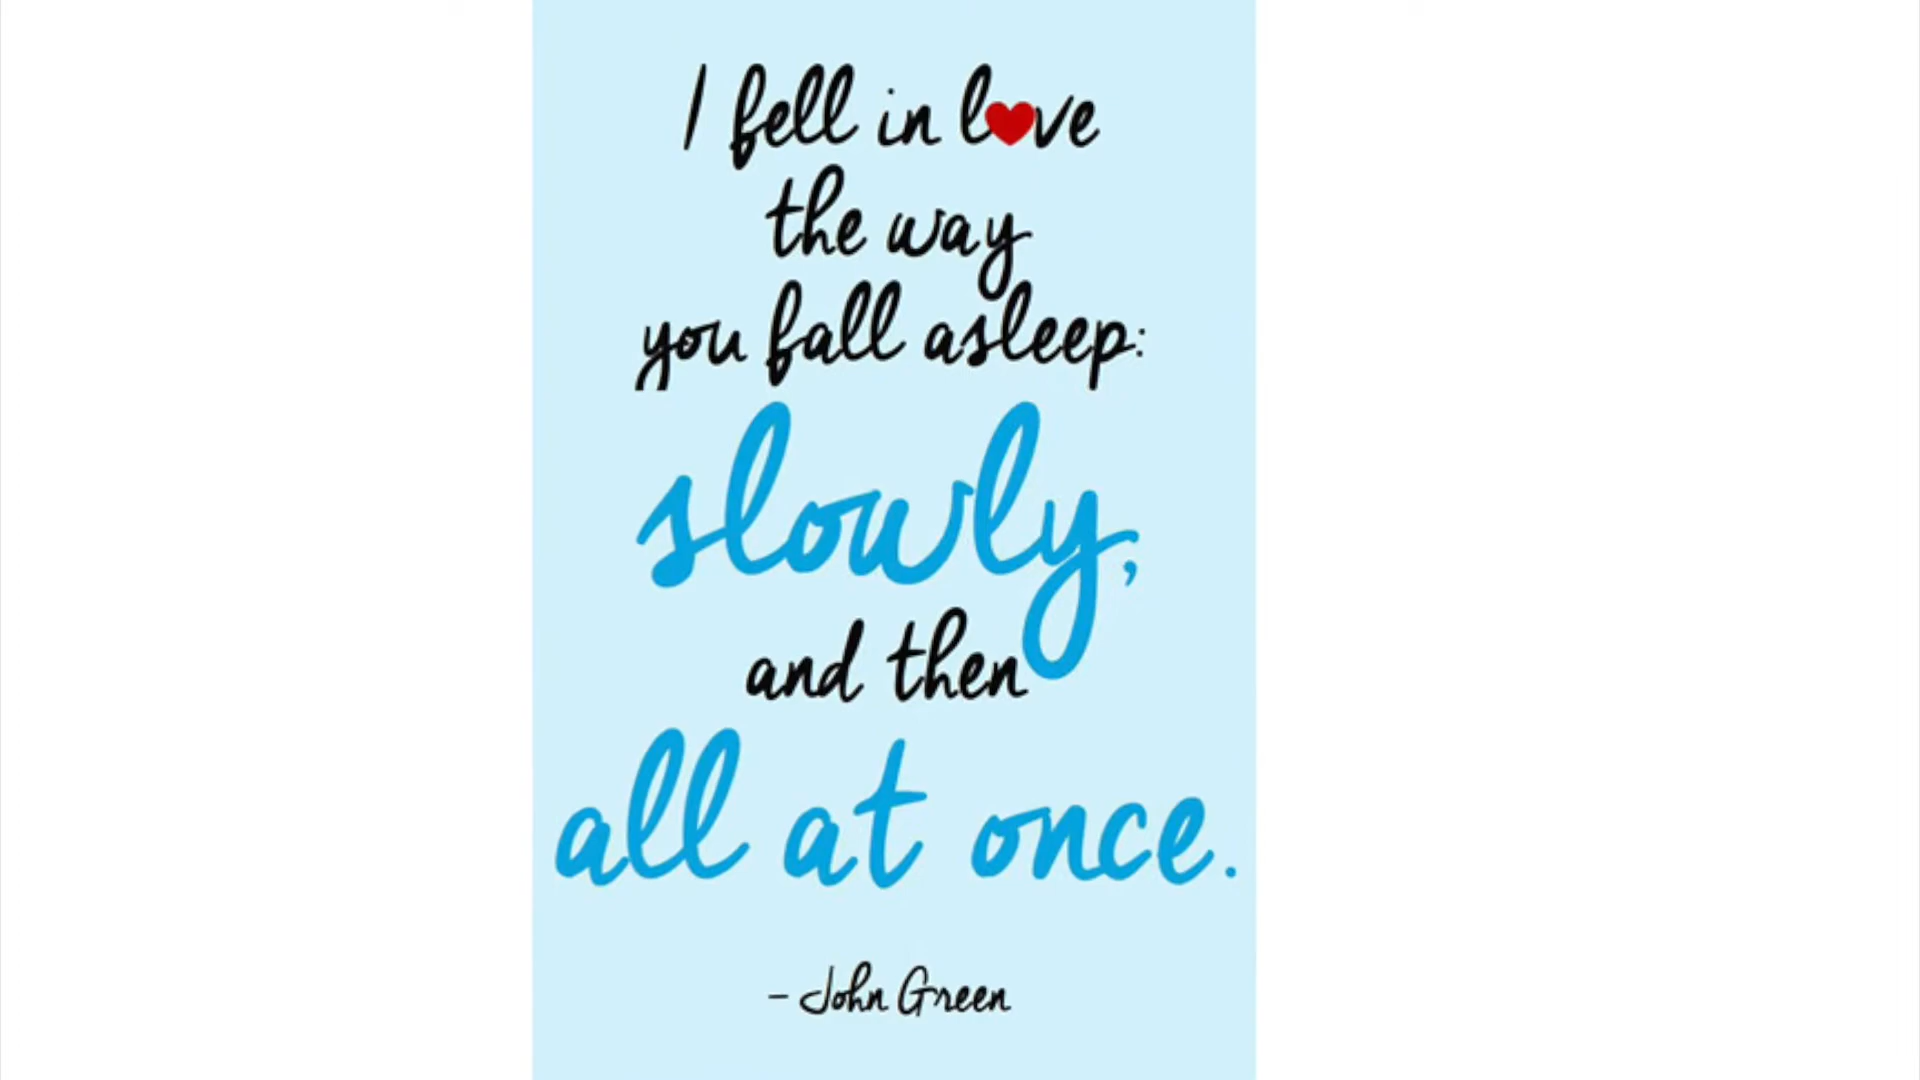 I fell in love
the way
you fall asleep:
slowly,
and then
all at once.
- John Green